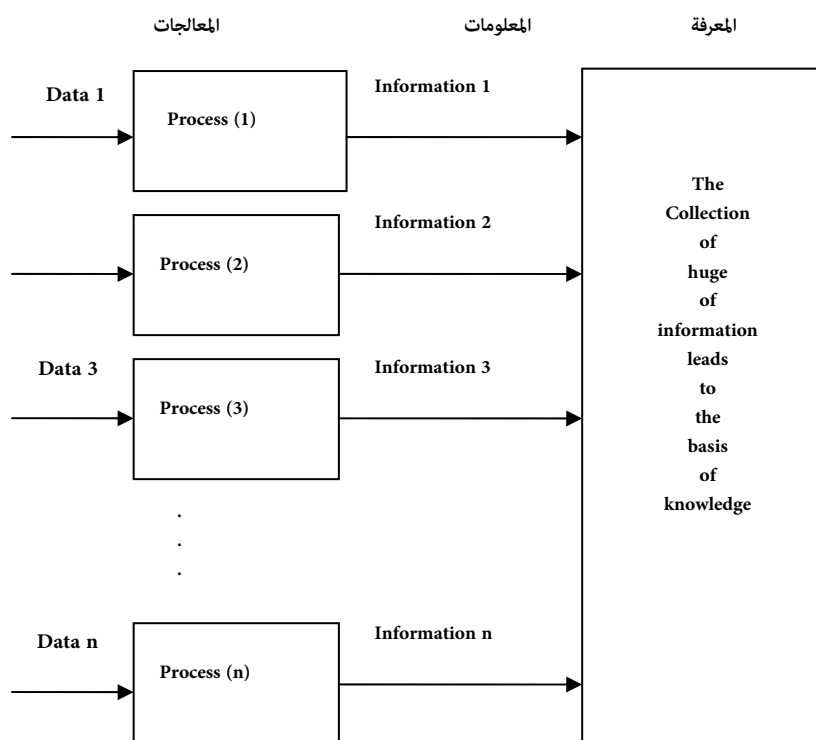 المعالجات المعلومات المعرفة
Data 1
Process (1)
Information 1
Process (2)
Information 2
Data 3
Process (3)
Information 3
.
.
.
Data n
Process (n)
Information n
The
Collection
of
huge
of
information
leads
to
the
basis
of
knowledge